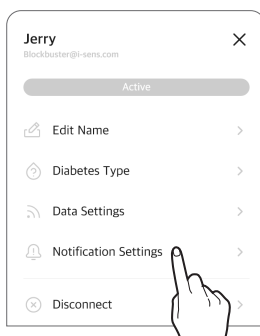 Jerry
Blockbuster@i-sens.com
Active
Edit Name
Diabetes Type
Data Settings
Notification Settings
Disconnect